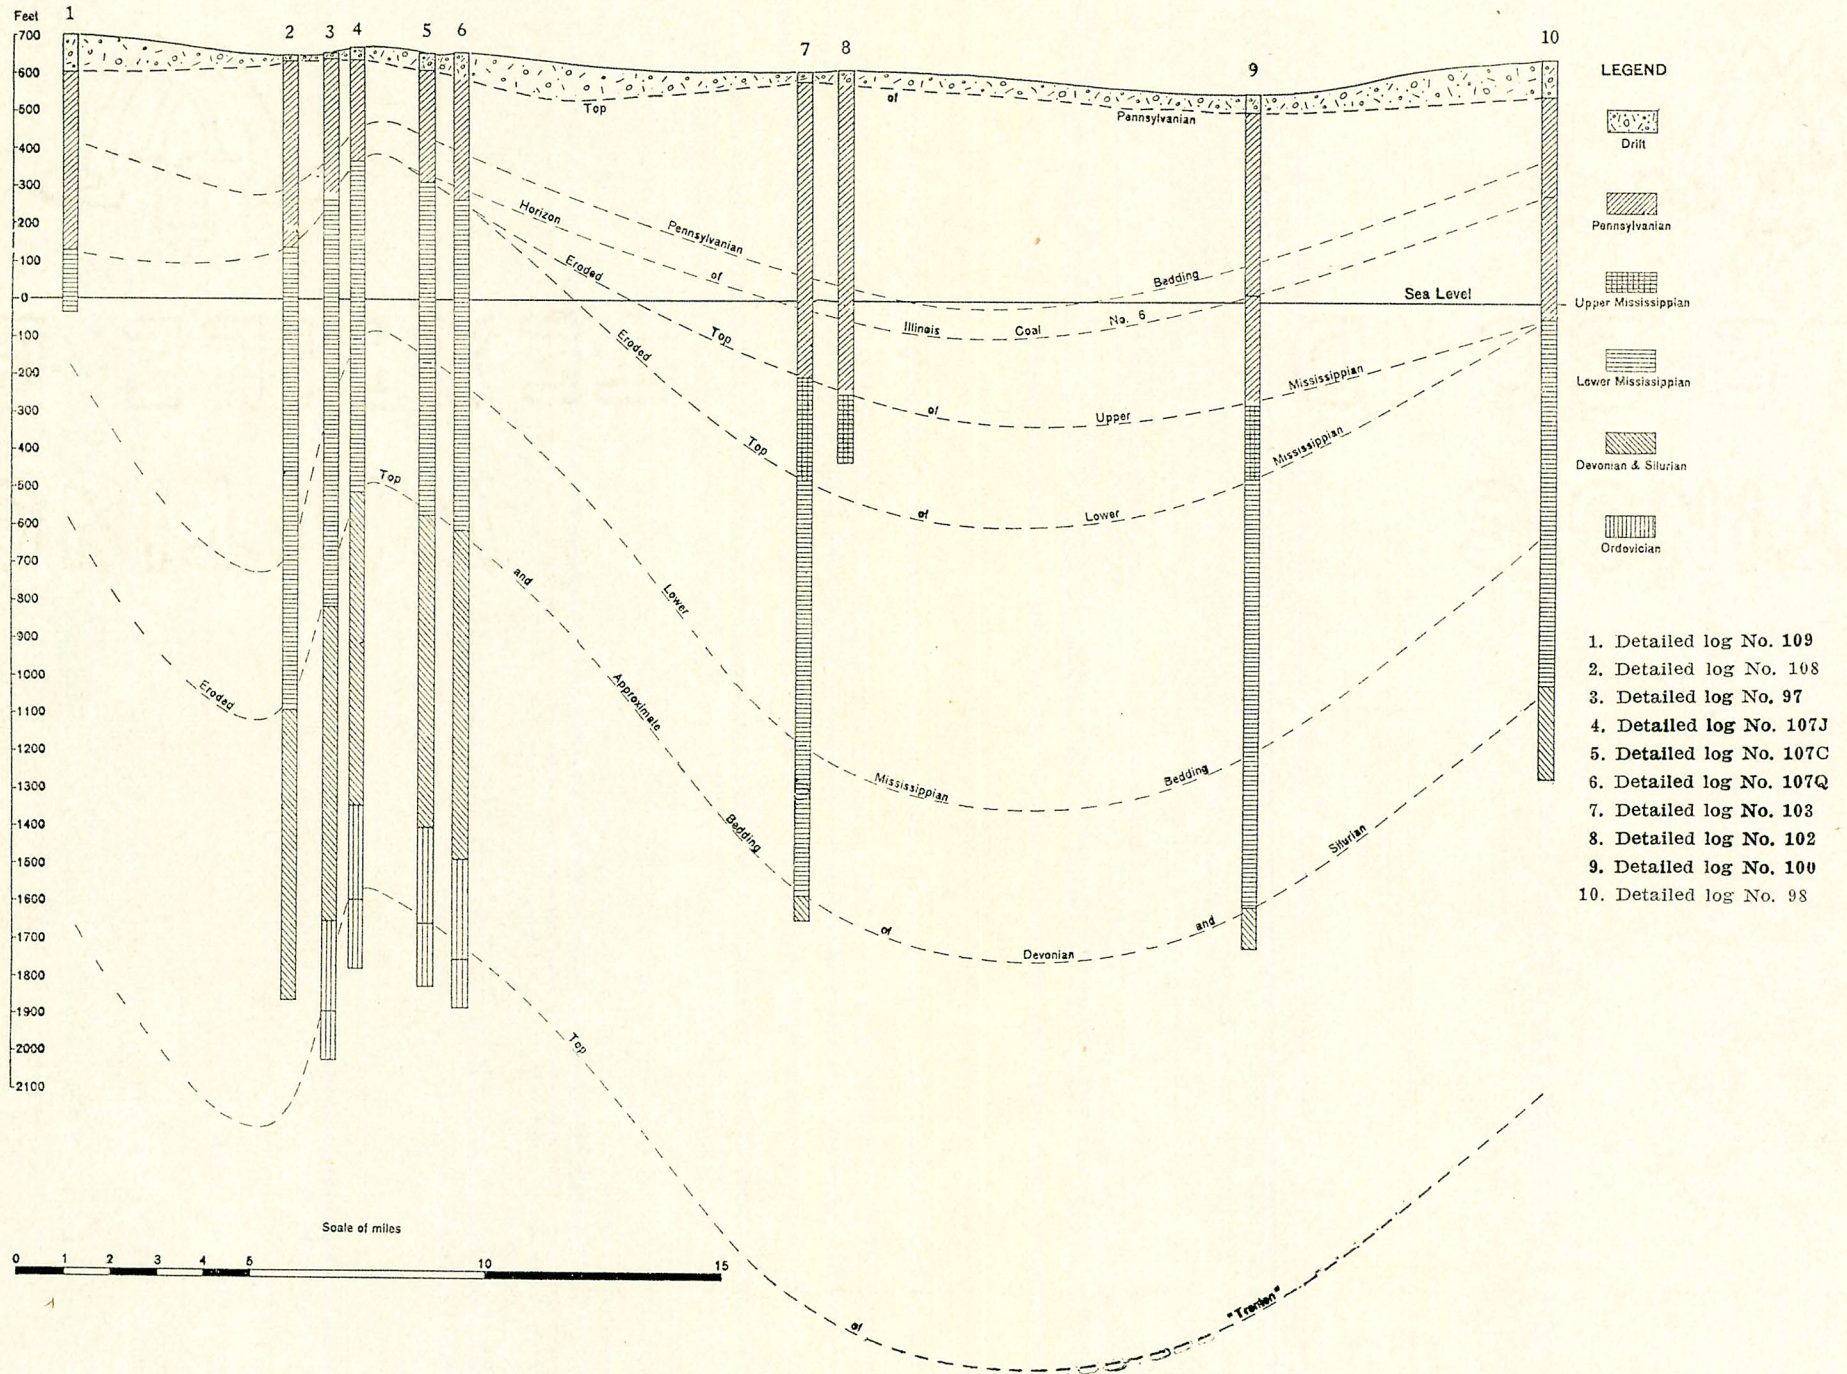 Feet
1
2
3
4
5
6
7
8
9
10
700
600
500
400
300
200
100
0
100
200
300
400
500
600
700
800
900
1000
1100
1200
1300
1400
1500
1600
1700
1800
1900
2000
2100
Top of Pennsylvanian
Pennsylvanian Bedding
Horizon of Illinois Coal No. 6
Sea Level
Eroded Top of Upper Mississippian
Eroded Top of Lower Mississippian
Lower Mississippian Bedding
Eroded Top and Approximate Bedding of Devonian and Silurian
Top of "Trenton"
LEGEND
Drift
Pennsylvanian
Upper Mississippian
Lower Mississippian
Devonian & Silurian
Ordovician
1. Detailed log No. 109
2. Detailed log No. 108
3. Detailed log No. 97
4. Detailed log No. 107J
5. Detailed log No. 107C
6. Detailed log No. 107Q
7. Detailed log No. 103
8. Detailed log No. 102
9. Detailed log No. 100
10. Detailed log No. 98
Scale of miles
0 1 2 3 4 5 10 15